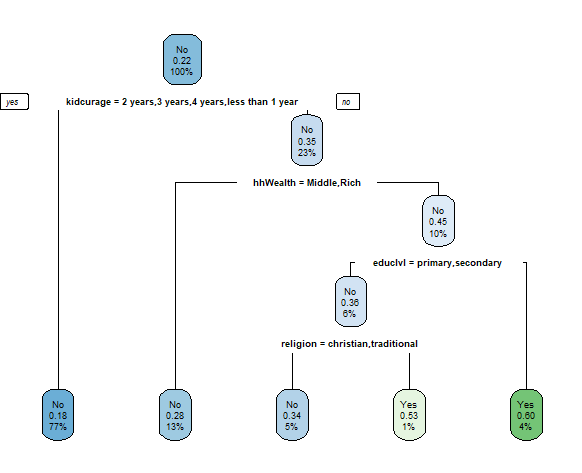 No
0.22
100%
yes
kidcurage = 2 years,3 years,4 years,less than 1 year
no
No
0.35
23%
hhWealth = Middle,Rich
No
0.45
10%
educlvl = primary,secondary
No
0.36
6%
religion = christian,traditional
No
0.18
77%
No
0.28
13%
No
0.34
5%
Yes
0.53
1%
Yes
0.60
4%